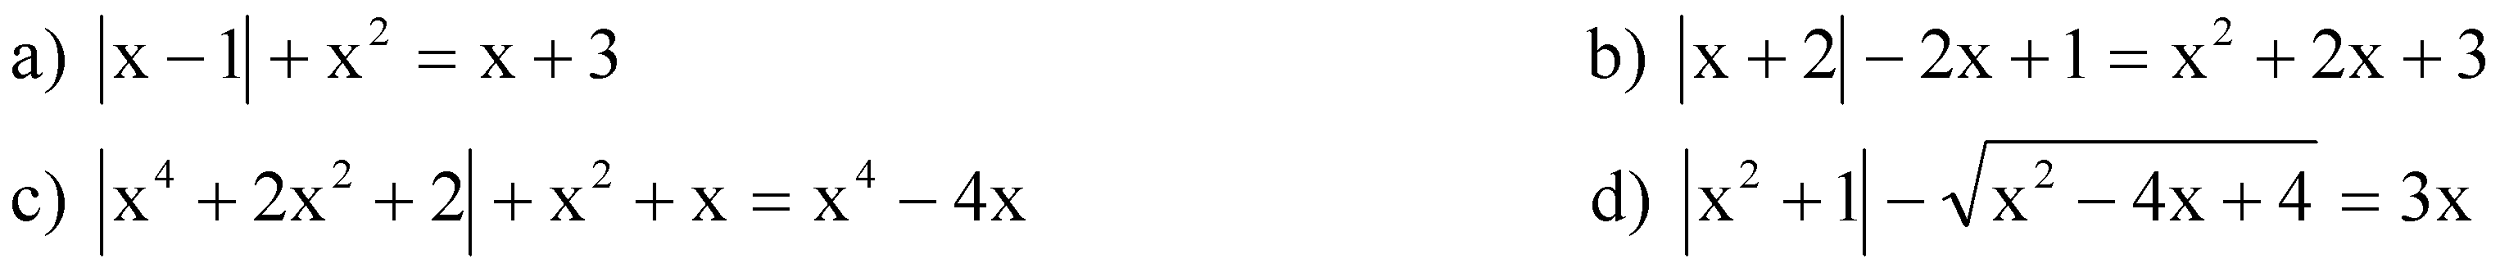 a) |x − 1| + x² = x + 3 b) |x + 2| − 2x + 1 = x² + 2x + 3
c) |x⁴ + 2x² + 2| + x² + x = x⁴ − 4x d) |x² + 1| − √(x² − 4x + 4) = 3x